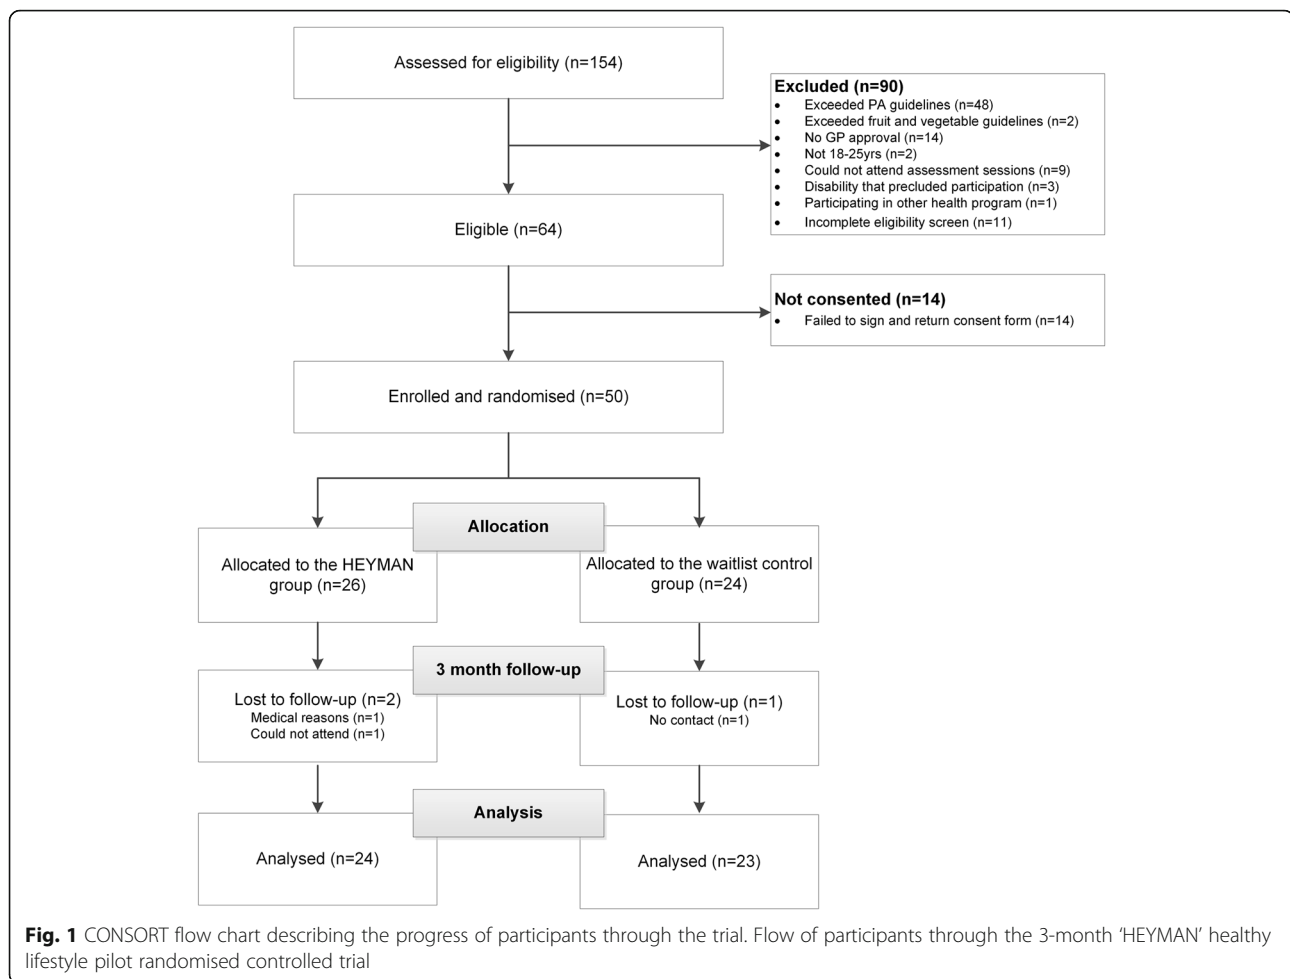 Assessed for eligibility (n=154)
Excluded (n=90)
• Exceeded PA guidelines (n=48)
• Exceeded fruit and vegetable guidelines (n=2)
• No GP approval (n=14)
• Not 18-25yrs (n=2)
• Could not attend assessment sessions (n=9)
• Disability that precluded participation (n=3)
• Participating in other health program (n=1)
• Incomplete eligibility screen (n=11)
Eligible (n=64)
Not consented (n=14)
• Failed to sign and return consent form (n=14)
Enrolled and randomised (n=50)
Allocation
Allocated to the HEYMAN
group (n=26)
Allocated to the waitlist control
group (n=24)
3 month follow-up
Lost to follow-up (n=2)
Medical reasons (n=1)
Could not attend (n=1)
Lost to follow-up (n=1)
No contact (n=1)
Analysis
Analysed (n=24)
Analysed (n=23)
Fig. 1 CONSORT flow chart describing the progress of participants through the trial. Flow of participants through the 3-month ‘HEYMAN’ healthy
lifestyle pilot randomised controlled trial